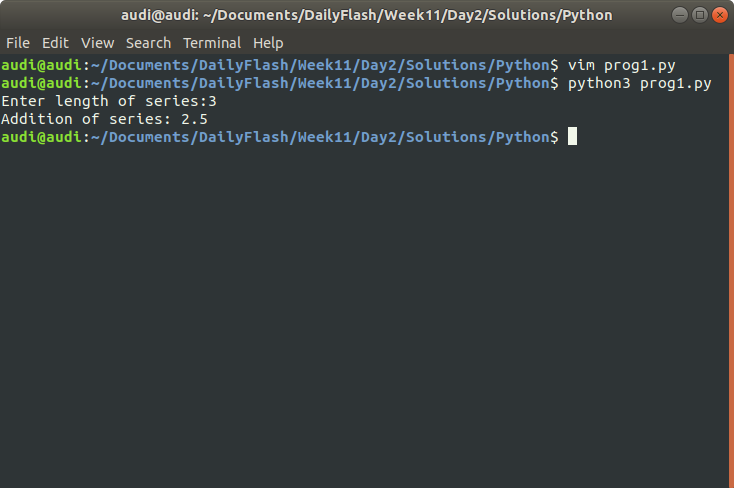 audi@audi: ~/Documents/DailyFlash/Week11/Day2/Solutions/Python
File Edit View Search Terminal Help
audi@audi:~/Documents/DailyFlash/Week11/Day2/Solutions/Python$ vim prog1.py
audi@audi:~/Documents/DailyFlash/Week11/Day2/Solutions/Python$ python3 prog1.py
Enter length of series:3
Addition of series: 2.5
audi@audi:~/Documents/DailyFlash/Week11/Day2/Solutions/Python$